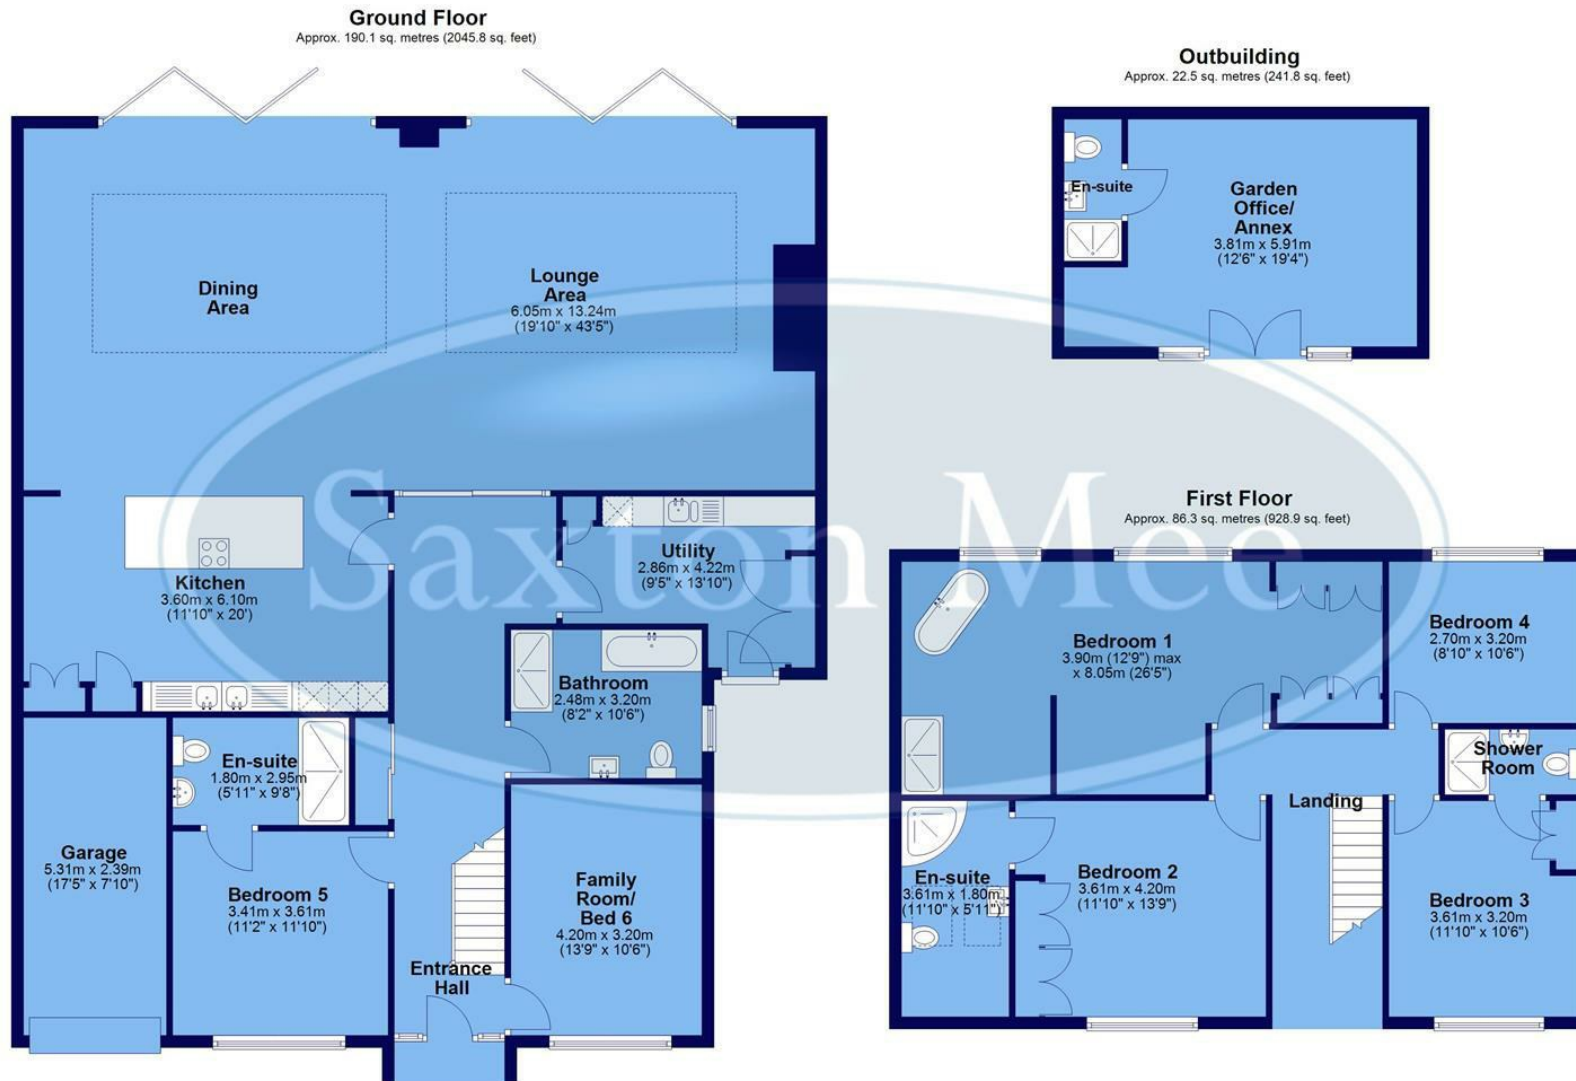 Ground Floor
Approx. 190.1 sq. metres (2045.8 sq. feet)
Dining
Area
Lounge
Area
6.05m x 13.24m
(19'10" x 43'5")
Kitchen
3.60m x 6.10m
(11'10" x 20')
Utility
2.86m x 4.22m
(9'5" x 13'10")
Bathroom
2.48m x 3.20m
(8'2" x 10'6")
En-suite
1.80m x 2.95m
(5'11" x 9'8")
Garage
5.31m x 2.39m
(17'5" x 7'10")
Bedroom 5
3.41m x 3.61m
(11'2" x 11'10")
Family
Room/
Bed 6
4.20m x 3.20m
(13'9" x 10'6")
Entrance
Hall
Outbuilding
Approx. 22.5 sq. metres (241.8 sq. feet)
En-suite
Garden
Office/
Annex
3.81m x 5.91m
(12'6" x 19'4")
First Floor
Approx. 86.3 sq. metres (928.9 sq. feet)
Bedroom 1
3.90m (12'9") max
x 8.05m (26'5")
Bedroom 4
2.70m x 3.20m
(8'10" x 10'6")
Shower
Room
Landing
En-suite
3.61m x 1.80m
(11'10" x 5'11")
Bedroom 2
3.61m x 4.20m
(11'10" x 13'9")
Bedroom 3
3.61m x 3.20m
(11'10" x 10'6")
Saxton Mee